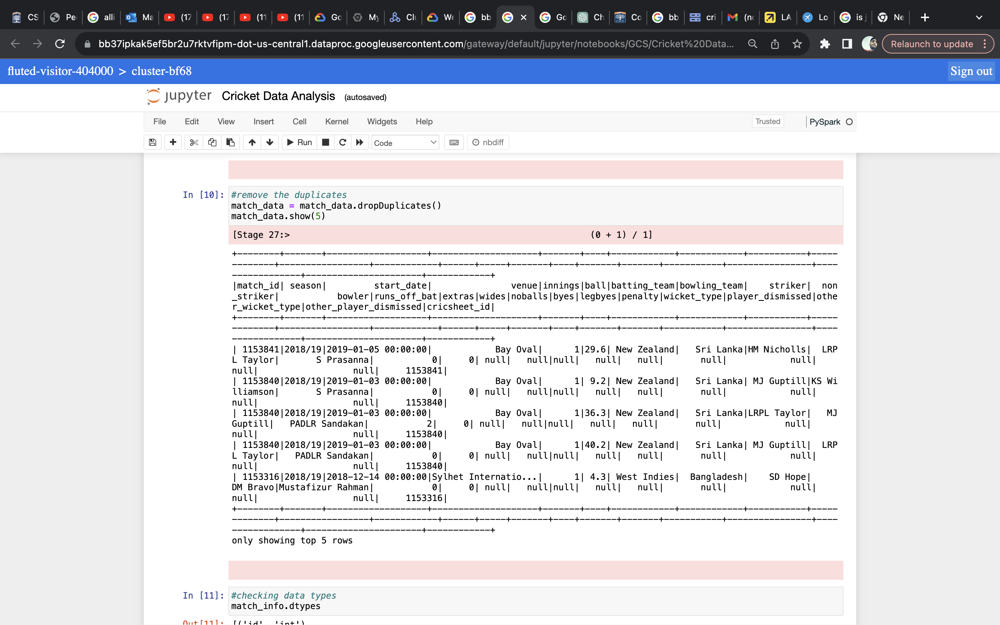 CS Pe alli Ma (17 (17 (11 (11 Go My Clu We bb Go Ch Co bb cri (no LA Lo is j Ne
bb37ipkak5ef5br2u7rktvfipm-dot-us-central1.dataproc.googleusercontent.com/gateway/default/jupyter/notebooks/GCS/Cricket%20Data... Relaunch to update
fluted-visitor-404000 > cluster-bf68 Sign out
jupyter Cricket Data Analysis (autosaved)
File Edit View Insert Cell Kernel Widgets Help Trusted PySpark
Run Code nbdiff
In [10]: #remove the duplicates
match_data = match_data.dropDuplicates()
match_data.show(5)
[Stage 27:> (0 + 1) / 1]
+--------+-------+-------------------+--------------------+-------+----+------------+------------+-----------+-----
--------+-----------------+------------+------+-----+-------+----+-------+-------+-----------+----------------+----
-------------+----------------------+------------+
|match_id| season|         start_date|               venue|innings|ball|batting_team|bowling_team|    striker|  non
_striker|           bowler|runs_off_bat|extras|wides|noballs|byes|legbyes|penalty|wicket_type|player_dismissed|othe
r_wicket_type|other_player_dismissed|cricsheet_id|
+--------+-------+-------------------+--------------------+-------+----+------------+------------+-----------+-----
--------+-----------------+------------+------+-----+-------+----+-------+-------+-----------+----------------+----
-------------+----------------------+------------+
| 1153841|2018/19|2019-01-05 00:00:00|            Bay Oval|      1|29.6| New Zealand|   Sri Lanka|HM Nicholls|  LRP
L Taylor|       S Prasanna|           0|     0| null|   null|null|   null|   null|       null|            null|
null|                  null|     1153841|
| 1153840|2018/19|2019-01-03 00:00:00|            Bay Oval|      1| 9.2| New Zealand|   Sri Lanka| MJ Guptill|KS Wi
lliamson|       S Prasanna|           0|     0| null|   null|null|   null|   null|       null|            null|
null|                  null|     1153840|
| 1153840|2018/19|2019-01-03 00:00:00|            Bay Oval|      1|36.3| New Zealand|   Sri Lanka|LRPL Taylor|   MJ
Guptill|   PADLR Sandakan|           2|     0| null|   null|null|   null|   null|       null|            null|
null|                  null|     1153840|
| 1153840|2018/19|2019-01-03 00:00:00|            Bay Oval|      1|40.2| New Zealand|   Sri Lanka| MJ Guptill|  LRP
L Taylor|   PADLR Sandakan|           0|     0| null|   null|null|   null|   null|       null|            null|
null|                  null|     1153840|
| 1153316|2018/19|2018-12-14 00:00:00|Sylhet Internatio...|      1| 4.3| West Indies|  Bangladesh|    SD Hope|
DM Bravo|Mustafizur Rahman|           0|     0| null|   null|null|   null|   null|       null|            null|
null|                  null|     1153316|
+--------+-------+-------------------+--------------------+-------+----+------------+------------+-----------+-----
--------+-----------------+------------+------+-----+-------+----+-------+-------+-----------+----------------+----
-------------+----------------------+------------+
only showing top 5 rows
In [11]: #checking data types
match_info.dtypes
Out[11]: [('id', 'int'),